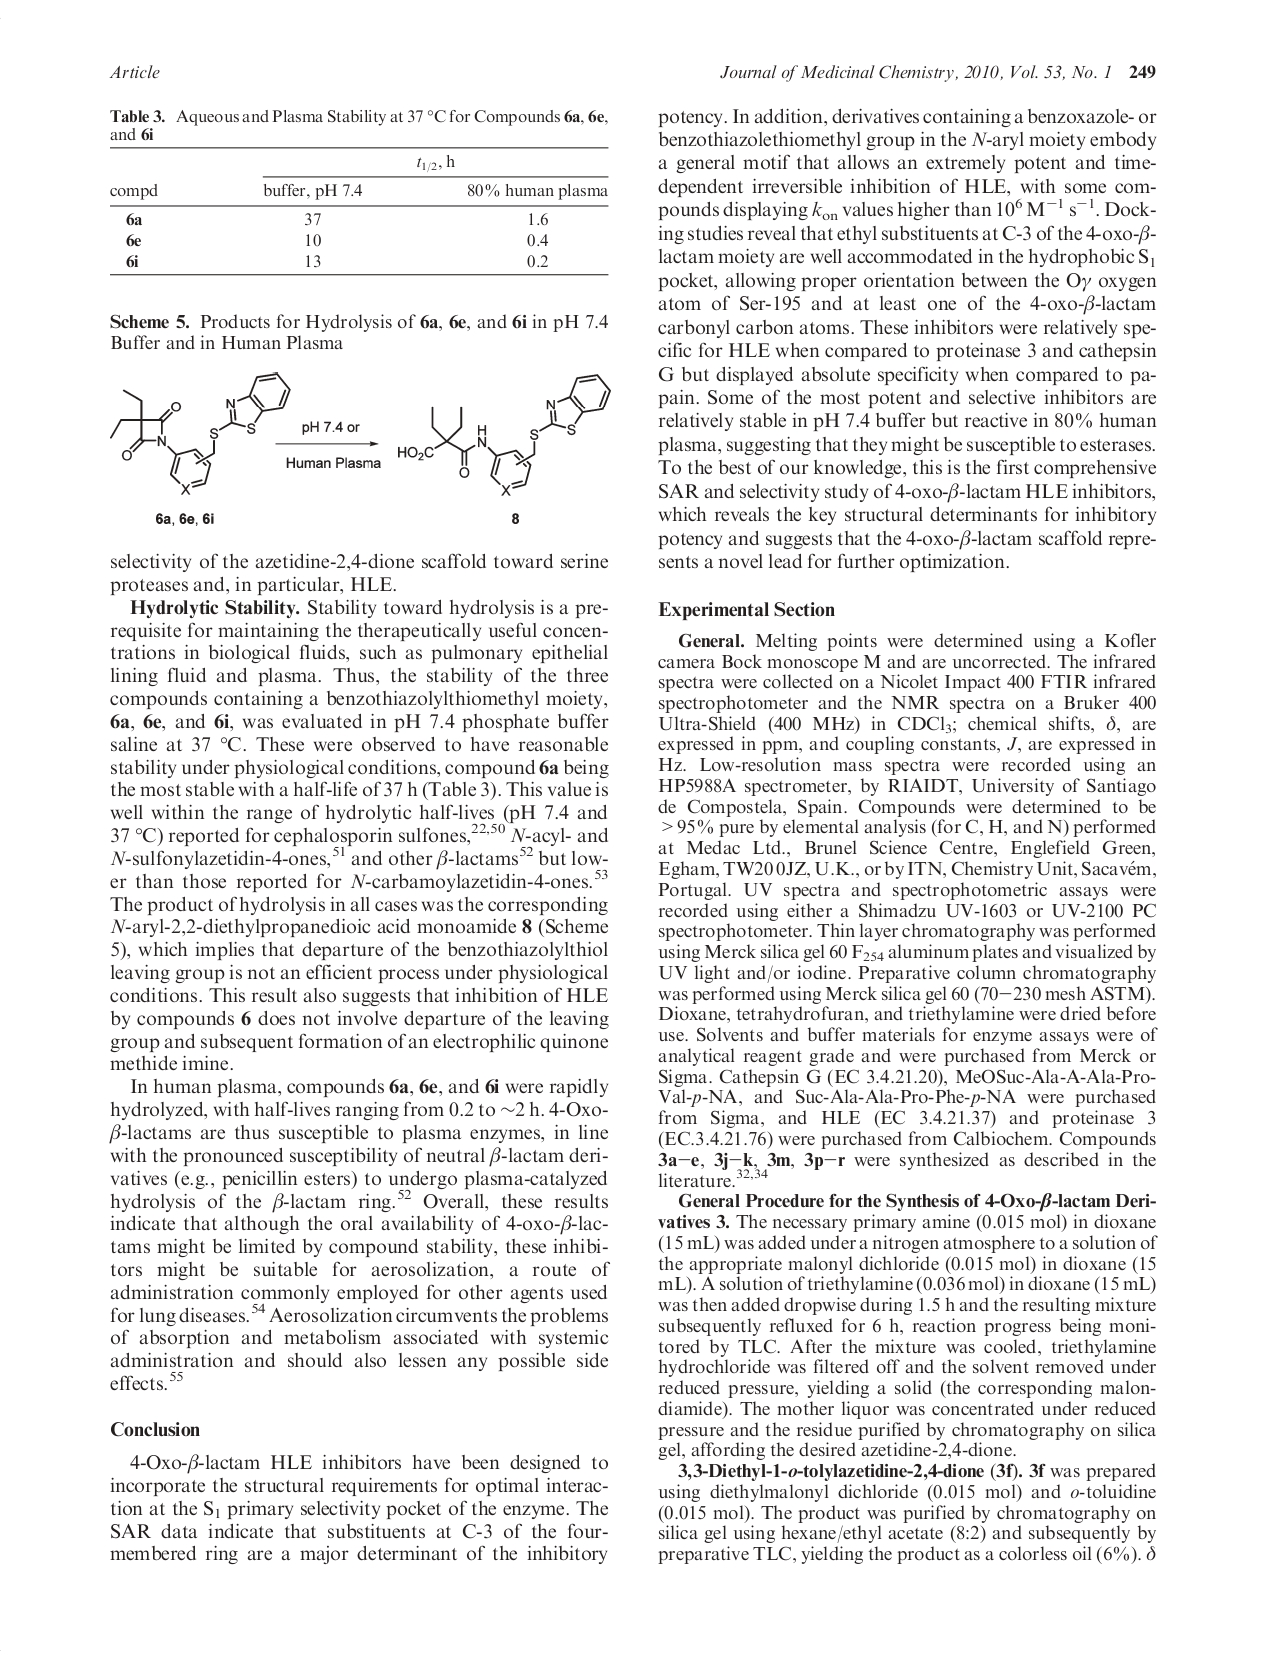 Article
Journal of Medicinal Chemistry, 2010, Vol. 53, No. 1 249
Table 3. Aqueous and Plasma Stability at 37 °C for Compounds 6a, 6e,
and 6i
t1/2, h
compd buffer, pH 7.4 80% human plasma
6a 37 1.6
6e 10 0.4
6i 13 0.2
Scheme 5. Products for Hydrolysis of 6a, 6e, and 6i in pH 7.4
Buffer and in Human Plasma
O
N
O
S
N
S
X
pH 7.4 or
Human Plasma
HO2C
O
H
N
S
N
S
X
6a, 6e, 6i
8
selectivity of the azetidine-2,4-dione scaffold toward serine
proteases and, in particular, HLE.
Hydrolytic Stability. Stability toward hydrolysis is a pre-
requisite for maintaining the therapeutically useful concen-
trations in biological fluids, such as pulmonary epithelial
lining fluid and plasma. Thus, the stability of the three
compounds containing a benzothiazolylthiomethyl moiety,
6a, 6e, and 6i, was evaluated in pH 7.4 phosphate buffer
saline at 37 °C. These were observed to have reasonable
stability under physiological conditions, compound 6a being
the most stable with a half-life of 37 h (Table 3). This value is
well within the range of hydrolytic half-lives (pH 7.4 and
37 °C) reported for cephalosporin sulfones,22,50 N-acyl- and
N-sulfonylazetidin-4-ones,51 and other β-lactams52 but low-
er than those reported for N-carbamoylazetidin-4-ones.53
The product of hydrolysis in all cases was the corresponding
N-aryl-2,2-diethylpropanedioic acid monoamide 8 (Scheme
5), which implies that departure of the benzothiazolylthiol
leaving group is not an efficient process under physiological
conditions. This result also suggests that inhibition of HLE
by compounds 6 does not involve departure of the leaving
group and subsequent formation of an electrophilic quinone
methide imine.
In human plasma, compounds 6a, 6e, and 6i were rapidly
hydrolyzed, with half-lives ranging from 0.2 to ~2 h. 4-Oxo-
β-lactams are thus susceptible to plasma enzymes, in line
with the pronounced susceptibility of neutral β-lactam deri-
vatives (e.g., penicillin esters) to undergo plasma-catalyzed
hydrolysis of the β-lactam ring.52 Overall, these results
indicate that although the oral availability of 4-oxo-β-lac-
tams might be limited by compound stability, these inhibi-
tors might be suitable for aerosolization, a route of
administration commonly employed for other agents used
for lung diseases.54 Aerosolization circumvents the problems
of absorption and metabolism associated with systemic
administration and should also lessen any possible side
effects.55
Conclusion
4-Oxo-β-lactam HLE inhibitors have been designed to
incorporate the structural requirements for optimal interac-
tion at the S1 primary selectivity pocket of the enzyme. The
SAR data indicate that substituents at C-3 of the four-
membered ring are a major determinant of the inhibitory
potency. In addition, derivatives containing a benzoxazole- or
benzothiazolethiomethyl group in the N-aryl moiety embody
a general motif that allows an extremely potent and time-
dependent irreversible inhibition of HLE, with some com-
pounds displaying kon values higher than 10⁶ M⁻¹ s⁻¹. Dock-
ing studies reveal that ethyl substituents at C-3 of the 4-oxo-β-
lactam moiety are well accommodated in the hydrophobic S1
pocket, allowing proper orientation between the Oγ oxygen
atom of Ser-195 and at least one of the 4-oxo-β-lactam
carbonyl carbon atoms. These inhibitors were relatively spe-
cific for HLE when compared to proteinase 3 and cathepsin
G but displayed absolute specificity when compared to pa-
pain. Some of the most potent and selective inhibitors are
relatively stable in pH 7.4 buffer but reactive in 80% human
plasma, suggesting that they might be susceptible to esterases.
To the best of our knowledge, this is the first comprehensive
SAR and selectivity study of 4-oxo-β-lactam HLE inhibitors,
which reveals the key structural determinants for inhibitory
potency and suggests that the 4-oxo-β-lactam scaffold repre-
sents a novel lead for further optimization.
Experimental Section
General. Melting points were determined using a Kofler
camera Bock monoscope M and are uncorrected. The infrared
spectra were collected on a Nicolet Impact 400 FTIR infrared
spectrophotometer and the NMR spectra on a Bruker 400
Ultra-Shield (400 MHz) in CDCl3; chemical shifts, δ, are
expressed in ppm, and coupling constants, J, are expressed in
Hz. Low-resolution mass spectra were recorded using an
HP5988A spectrometer, by RIAIDT, University of Santiago
de Compostela, Spain. Compounds were determined to be
>95% pure by elemental analysis (for C, H, and N) performed
at Medac Ltd., Brunel Science Centre, Englefield Green,
Egham, TW20 0JZ, U.K., or by ITN, Chemistry Unit, Sacavém,
Portugal. UV spectra and spectrophotometric assays were
recorded using either a Shimadzu UV-1603 or UV-2100 PC
spectrophotometer. Thin layer chromatography was performed
using Merck silica gel 60 F254 aluminum plates and visualized by
UV light and/or iodine. Preparative column chromatography
was performed using Merck silica gel 60 (70−230 mesh ASTM).
Dioxane, tetrahydrofuran, and triethylamine were dried before
use. Solvents and buffer materials for enzyme assays were of
analytical reagent grade and were purchased from Merck or
Sigma. Cathepsin G (EC 3.4.21.20), MeOSuc-Ala-A-Ala-Pro-
Val-p-NA, and Suc-Ala-Ala-Pro-Phe-p-NA were purchased
from Sigma, and HLE (EC 3.4.21.37) and proteinase 3
(EC.3.4.21.76) were purchased from Calbiochem. Compounds
3a−e, 3j−k, 3m, 3p−r were synthesized as described in the
literature.32,34
General Procedure for the Synthesis of 4-Oxo-β-lactam Deri-
vatives 3. The necessary primary amine (0.015 mol) in dioxane
(15 mL) was added under a nitrogen atmosphere to a solution of
the appropriate malonyl dichloride (0.015 mol) in dioxane (15
mL). A solution of triethylamine (0.036 mol) in dioxane (15 mL)
was then added dropwise during 1.5 h and the resulting mixture
subsequently refluxed for 6 h, reaction progress being moni-
tored by TLC. After the mixture was cooled, triethylamine
hydrochloride was filtered off and the solvent removed under
reduced pressure, yielding a solid (the corresponding malon-
diamide). The mother liquor was concentrated under reduced
pressure and the residue purified by chromatography on silica
gel, affording the desired azetidine-2,4-dione.
3,3-Diethyl-1-o-tolylazetidine-2,4-dione (3f). 3f was prepared
using diethylmalonyl dichloride (0.015 mol) and o-toluidine
(0.015 mol). The product was purified by chromatography on
silica gel using hexane/ethyl acetate (8:2) and subsequently by
preparative TLC, yielding the product as a colorless oil (6%). δ